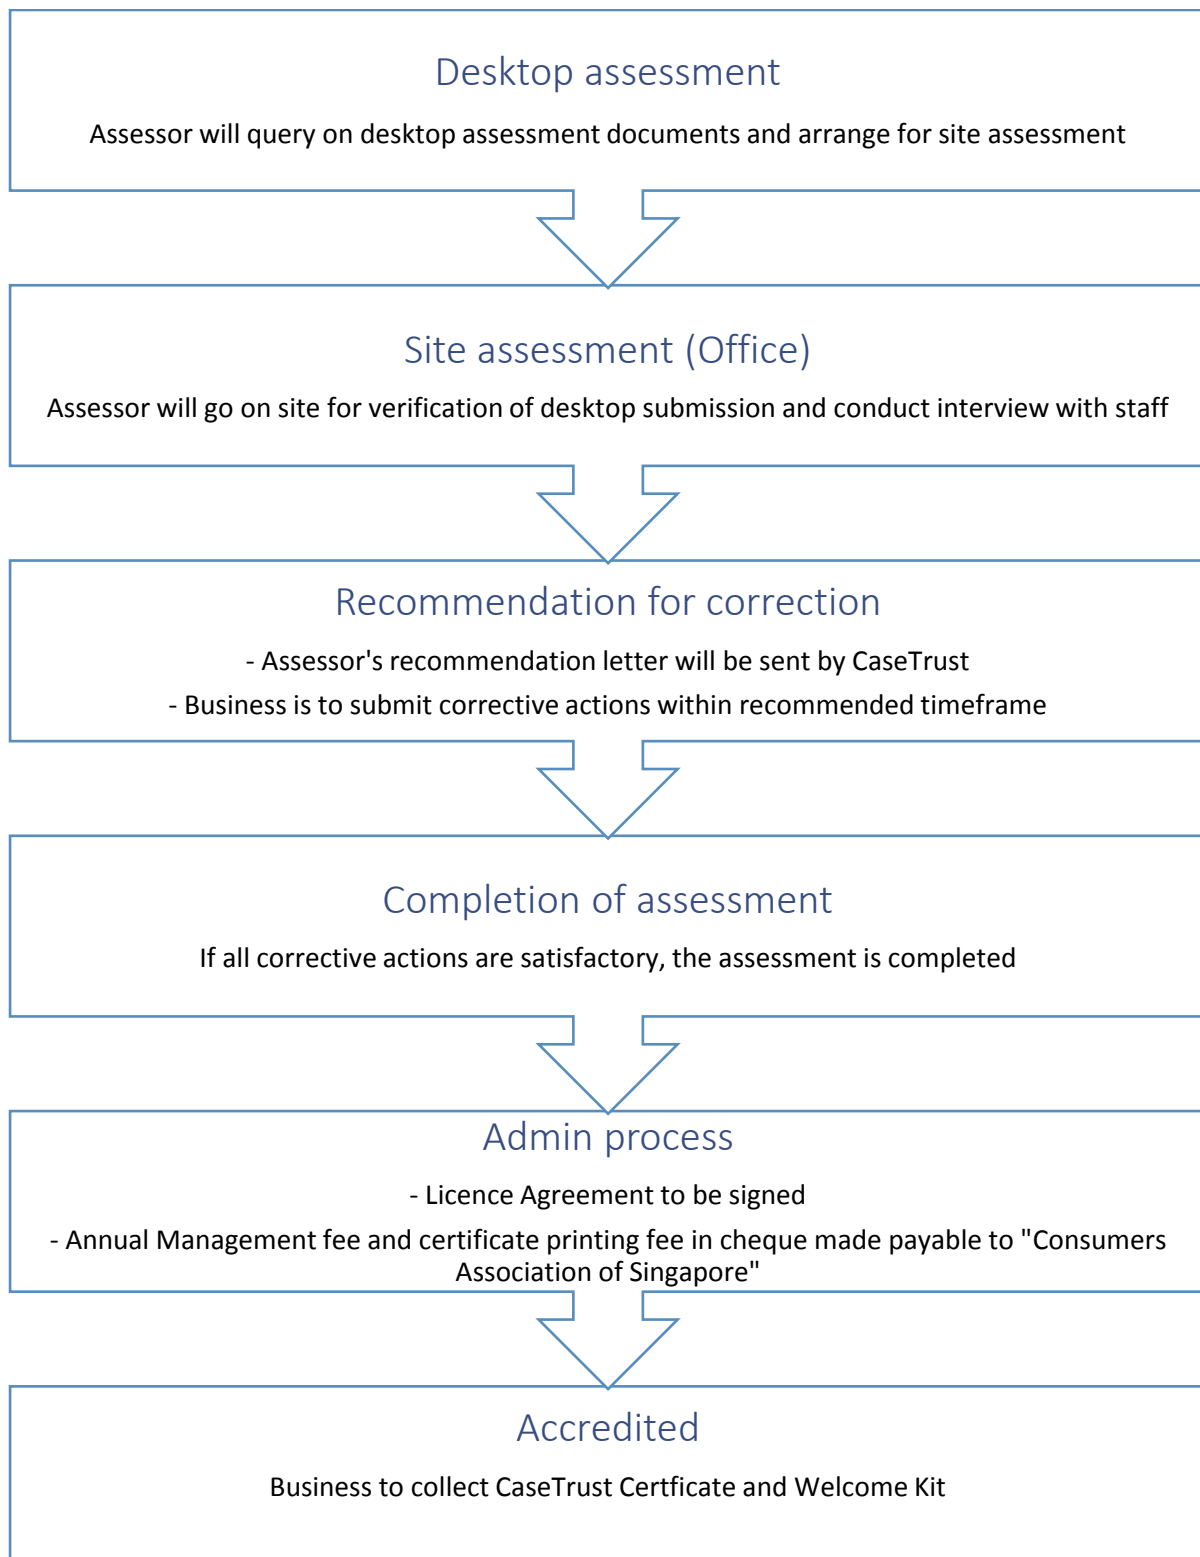 Desktop assessment
Assessor will query on desktop assessment documents and arrange for site assessment
Site assessment (Office)
Assessor will go on site for verification of desktop submission and conduct interview with staff
Recommendation for correction
- Assessor's recommendation letter will be sent by CaseTrust
- Business is to submit corrective actions within recommended timeframe
Completion of assessment
If all corrective actions are satisfactory, the assessment is completed
Admin process
- Licence Agreement to be signed
- Annual Management fee and certificate printing fee in cheque made payable to "Consumers
Association of Singapore"
Accredited
Business to collect CaseTrust Certficate and Welcome Kit